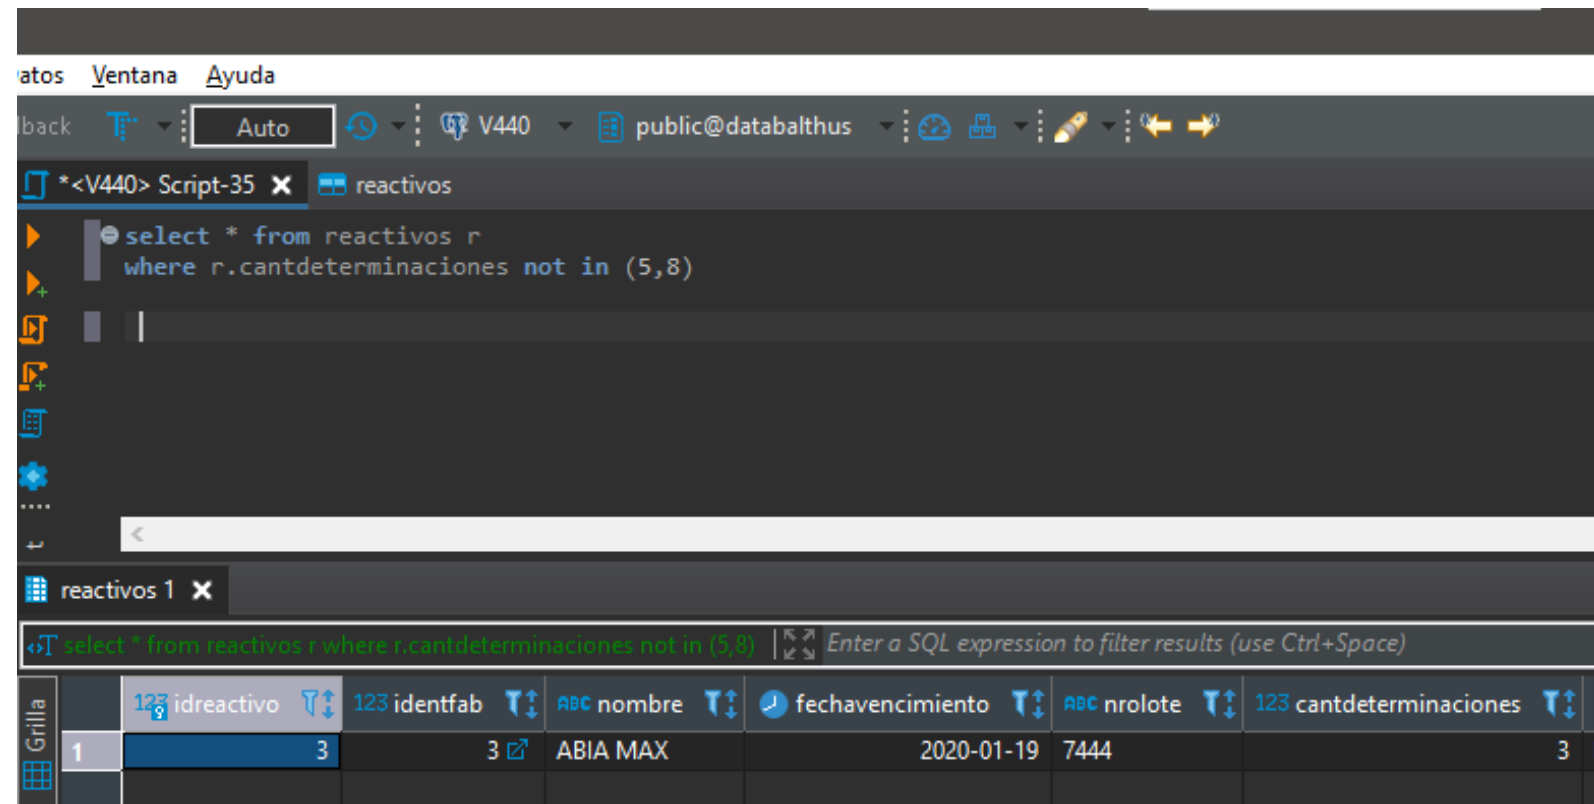 atos Ventana Ayuda
lback Auto V440 public@databalthus
*<V440> Script-35 reactivos
select * from reactivos r
where r.cantdeterminaciones not in (5,8)
reactivos 1
select * from reactivos r where r.cantdeterminaciones not in (5,8) Enter a SQL expression to filter results (use Ctrl+Space)
Grilla
123 idreactivo 123 identfab ABC nombre fechavencimiento ABC nrolote 123 cantdeterminaciones
1 3 3 ABIA MAX 2020-01-19 7444 3